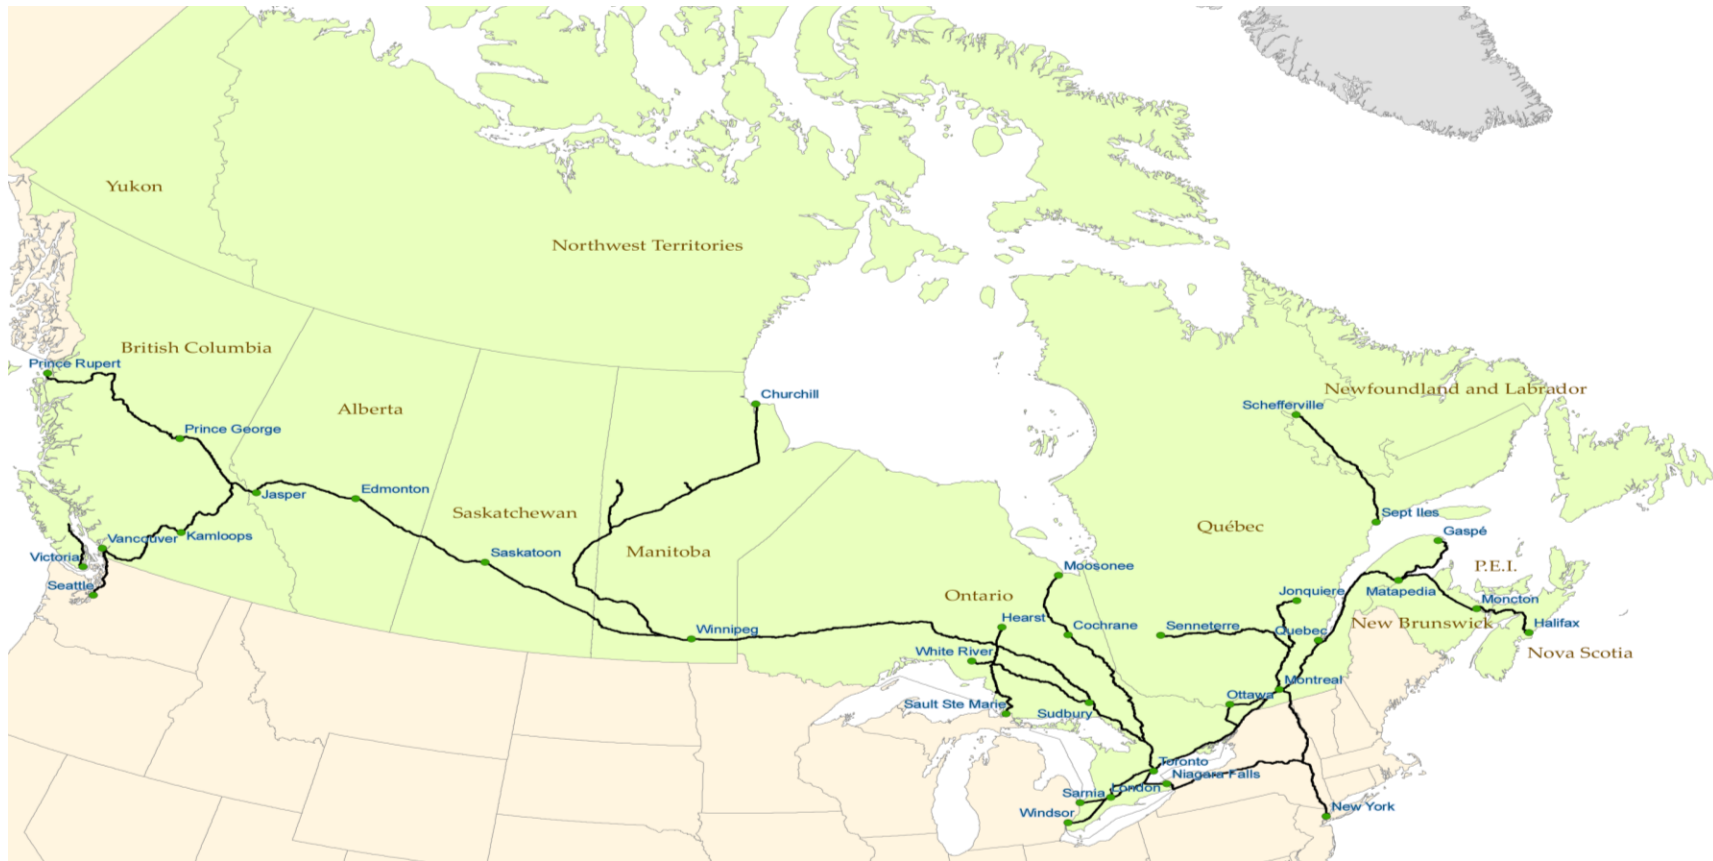 Yukon
Northwest Territories
British Columbia
Prince Rupert
Newfoundland and Labrador
Churchill
Schefferville
Alberta
Prince George
Edmonton
Jasper
Saskatchewan
Sept Iles
Québec
Gaspé
Kamloops
Vancouver
Victoria
Saskatoon
Manitoba
Moosonee
P.E.I.
Seattle
Ontario
Jonquiere
Matapedia
Moncton
Hearst
Cochrane
Senneterre
Quebec
New Brunswick
Halifax
Winnipeg
White River
Nova Scotia
Montreal
Ottawa
Sault Ste Marie
Sudbury
Toronto
Niagara Falls
Sarnia
London
Windsor
New York